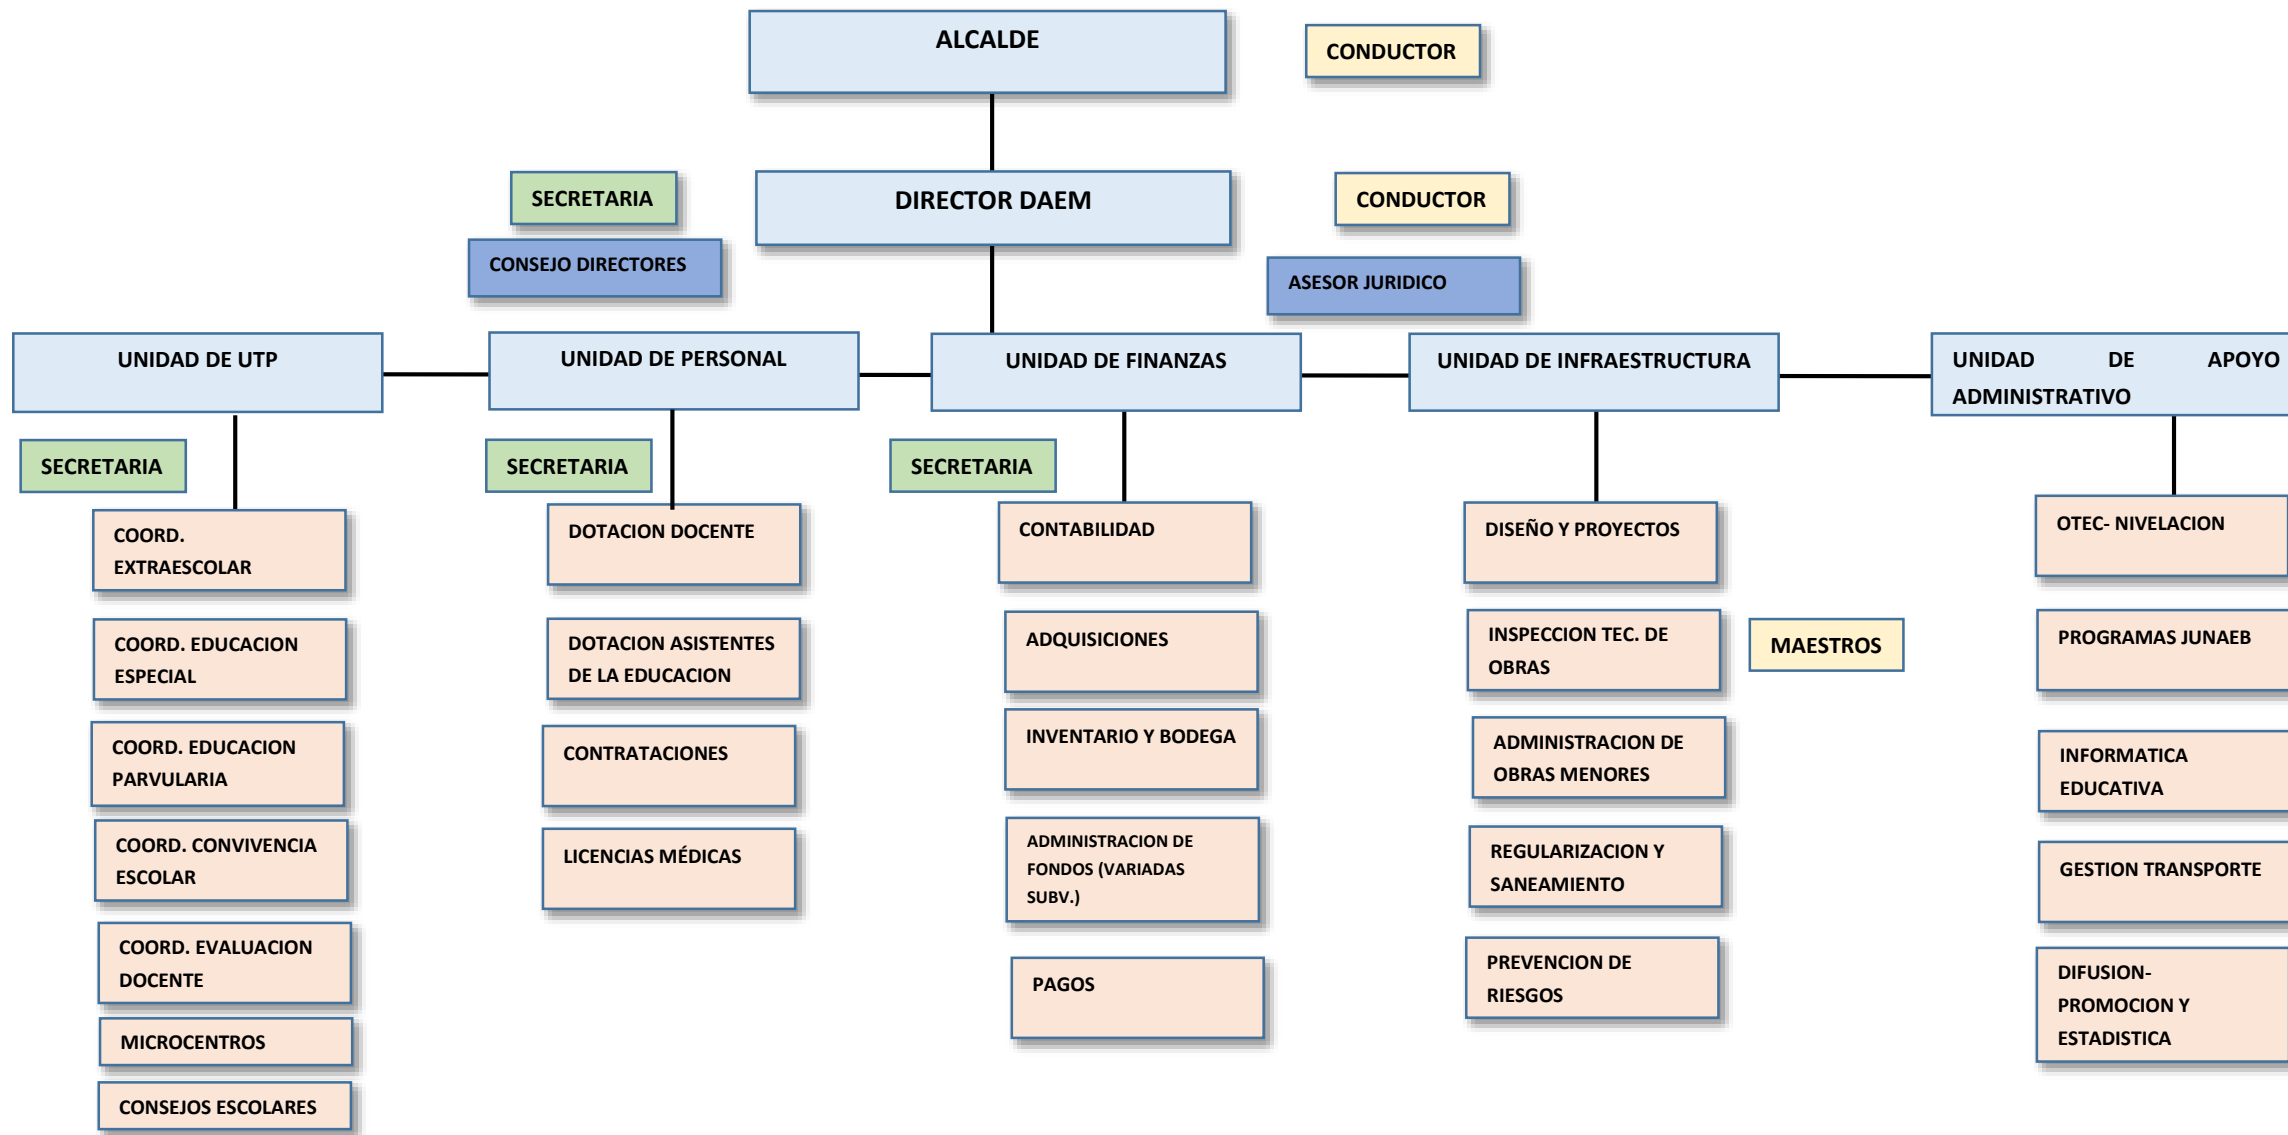 ALCALDE
CONDUCTOR
SECRETARIA
DIRECTOR DAEM
CONDUCTOR
CONSEJO DIRECTORES
ASESOR JURIDICO
UNIDAD DE UTP
UNIDAD DE PERSONAL
UNIDAD DE FINANZAS
UNIDAD DE INFRAESTRUCTURA
UNIDAD DE APOYO
ADMINISTRATIVO
SECRETARIA
SECRETARIA
SECRETARIA
COORD.
EXTRAESCOLAR
COORD. EDUCACION
ESPECIAL
COORD. EDUCACION
PARVULARIA
COORD. CONVIVENCIA
ESCOLAR
COORD. EVALUACION
DOCENTE
MICROCENTROS
CONSEJOS ESCOLARES
DOTACION DOCENTE
DOTACION ASISTENTES
DE LA EDUCACION
CONTRATACIONES
LICENCIAS MÉDICAS
CONTABILIDAD
ADQUISICIONES
INVENTARIO Y BODEGA
ADMINISTRACION DE
FONDOS (VARIADAS
SUBV.)
PAGOS
DISEÑO Y PROYECTOS
INSPECCION TEC. DE
OBRAS
MAESTROS
ADMINISTRACION DE
OBRAS MENORES
REGULARIZACION Y
SANEAMIENTO
PREVENCION DE
RIESGOS
OTEC- NIVELACION
PROGRAMAS JUNAEB
INFORMATICA
EDUCATIVA
GESTION TRANSPORTE
DIFUSION-
PROMOCION Y
ESTADISTICA